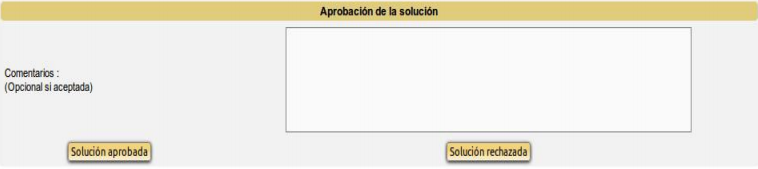 Aprobación de la solución
Comentarios :
(Opcional si aceptada)
Solución aprobada
Solución rechazada